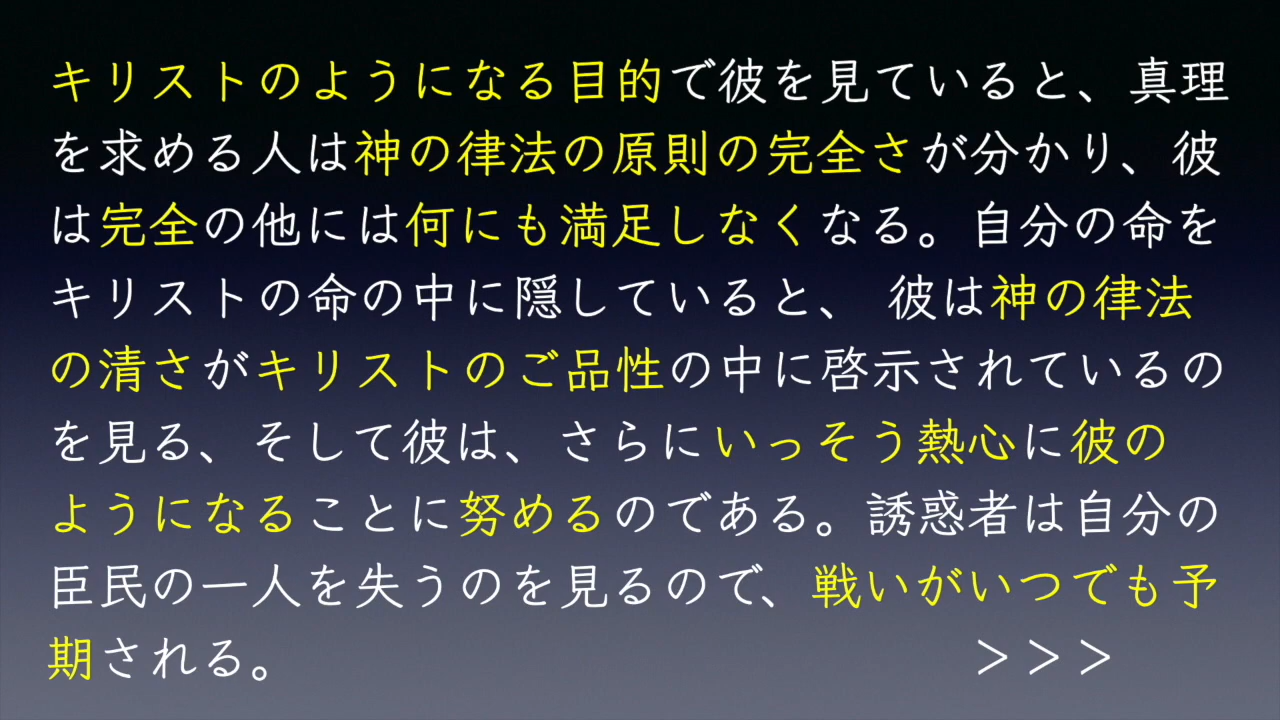 キリストのようになる目的で彼を見ていると、真理
を求める人は神の律法の原則の完全さが分かり、彼
は完全の他には何にも満足しなくなる。自分の命を
キリストの命の中に隠していると、 彼は神の律法
の清さがキリストのご品性の中に啓示されているの
を見る、そして彼は、さらにいっそう熱心に彼の
ようになることに努めるのである。誘惑者は自分の
臣民の一人を失うのを見るので、戦いがいつでも予
期される。 ＞＞＞